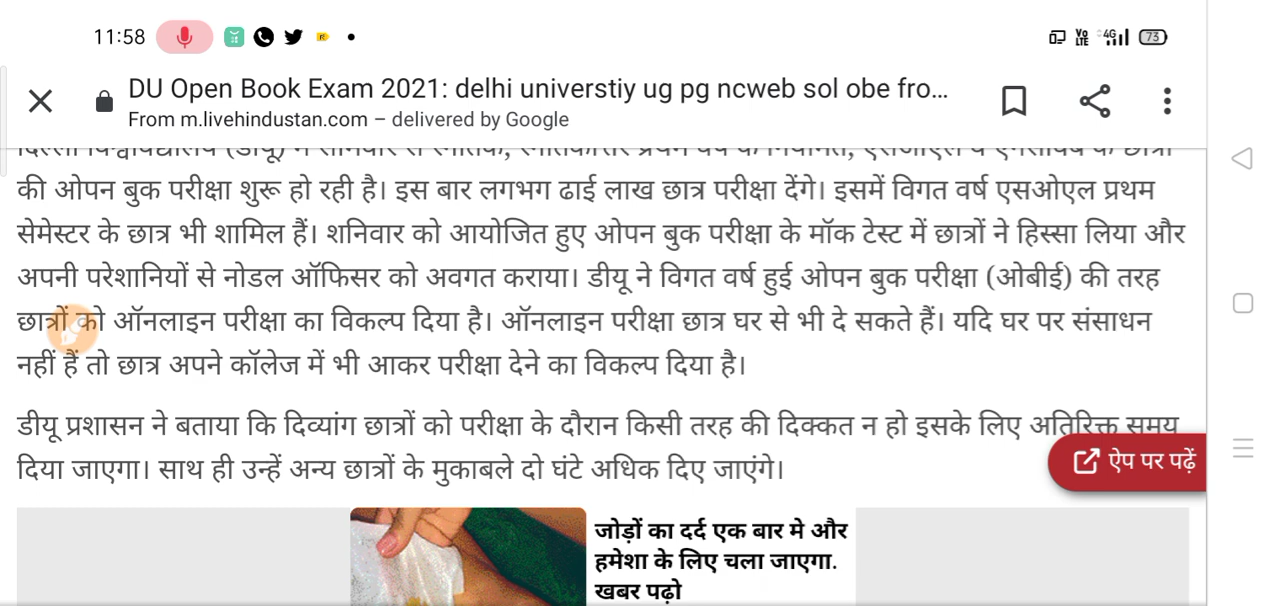 11:58
VO LTE 4G 73
DU Open Book Exam 2021: delhi universtiy ug pg ncweb sol obe fro...
From m.livehindustan.com – delivered by Google
की ओपन बुक परीक्षा शुरू हो रही है। इस बार लगभग ढाई लाख छात्र परीक्षा देंगे। इसमें विगत वर्ष एसओएल प्रथम
सेमेस्टर के छात्र भी शामिल हैं। शनिवार को आयोजित हुए ओपन बुक परीक्षा के मॉक टेस्ट में छात्रों ने हिस्सा लिया और
अपनी परेशानियों से नोडल ऑफिसर को अवगत कराया। डीयू ने विगत वर्ष हुई ओपन बुक परीक्षा (ओबीई) की तरह
छात्रों को ऑनलाइन परीक्षा का विकल्प दिया है। ऑनलाइन परीक्षा छात्र घर से भी दे सकते हैं। यदि घर पर संसाधन
नहीं हैं तो छात्र अपने कॉलेज में भी आकर परीक्षा देने का विकल्प दिया है।
डीयू प्रशासन ने बताया कि दिव्यांग छात्रों को परीक्षा के दौरान किसी तरह की दिक्कत न हो इसके लिए अतिरिक्त समय
दिया जाएगा। साथ ही उन्हें अन्य छात्रों के मुकाबले दो घंटे अधिक दिए जाएंगे।
ऐप पर पढ़ें
जोड़ों का दर्द एक बार मे और
हमेशा के लिए चला जाएगा.
खबर पढ़ो